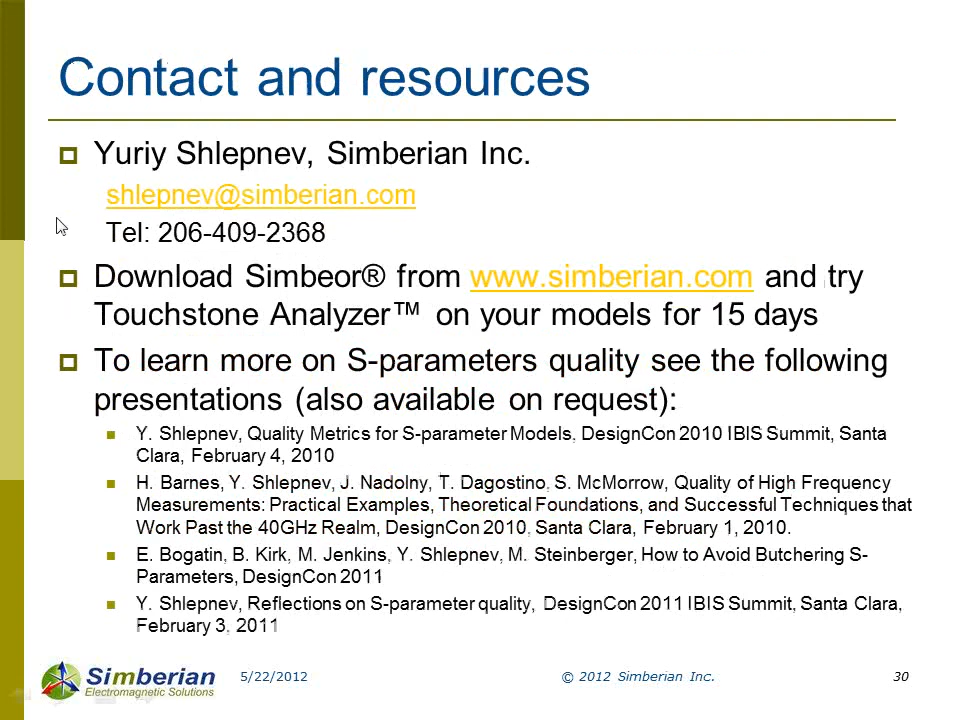 Contact and resources
Yuriy Shlepnev, Simberian Inc.
shlepnev@simberian.com
Tel: 206-409-2368
Download Simbeor® from www.simberian.com and try
Touchstone Analyzer™ on your models for 15 days
To learn more on S-parameters quality see the following
presentations (also available on request):
Y. Shlepnev, Quality Metrics for S-parameter Models, DesignCon 2010 IBIS Summit, Santa
Clara, February 4, 2010
H. Barnes, Y. Shlepnev, J. Nadolny, T. Dagostino, S. McMorrow, Quality of High Frequency
Measurements: Practical Examples, Theoretical Foundations, and Successful Techniques that
Work Past the 40GHz Realm, DesignCon 2010, Santa Clara, February 1, 2010.
E. Bogatin, B. Kirk, M. Jenkins, Y. Shlepnev, M. Steinberger, How to Avoid Butchering S-
Parameters, DesignCon 2011
Y. Shlepnev, Reflections on S-parameter quality, DesignCon 2011 IBIS Summit, Santa Clara,
February 3, 2011
Simberian
Electromagnetic Solutions
5/22/2012
© 2012 Simberian Inc.
30